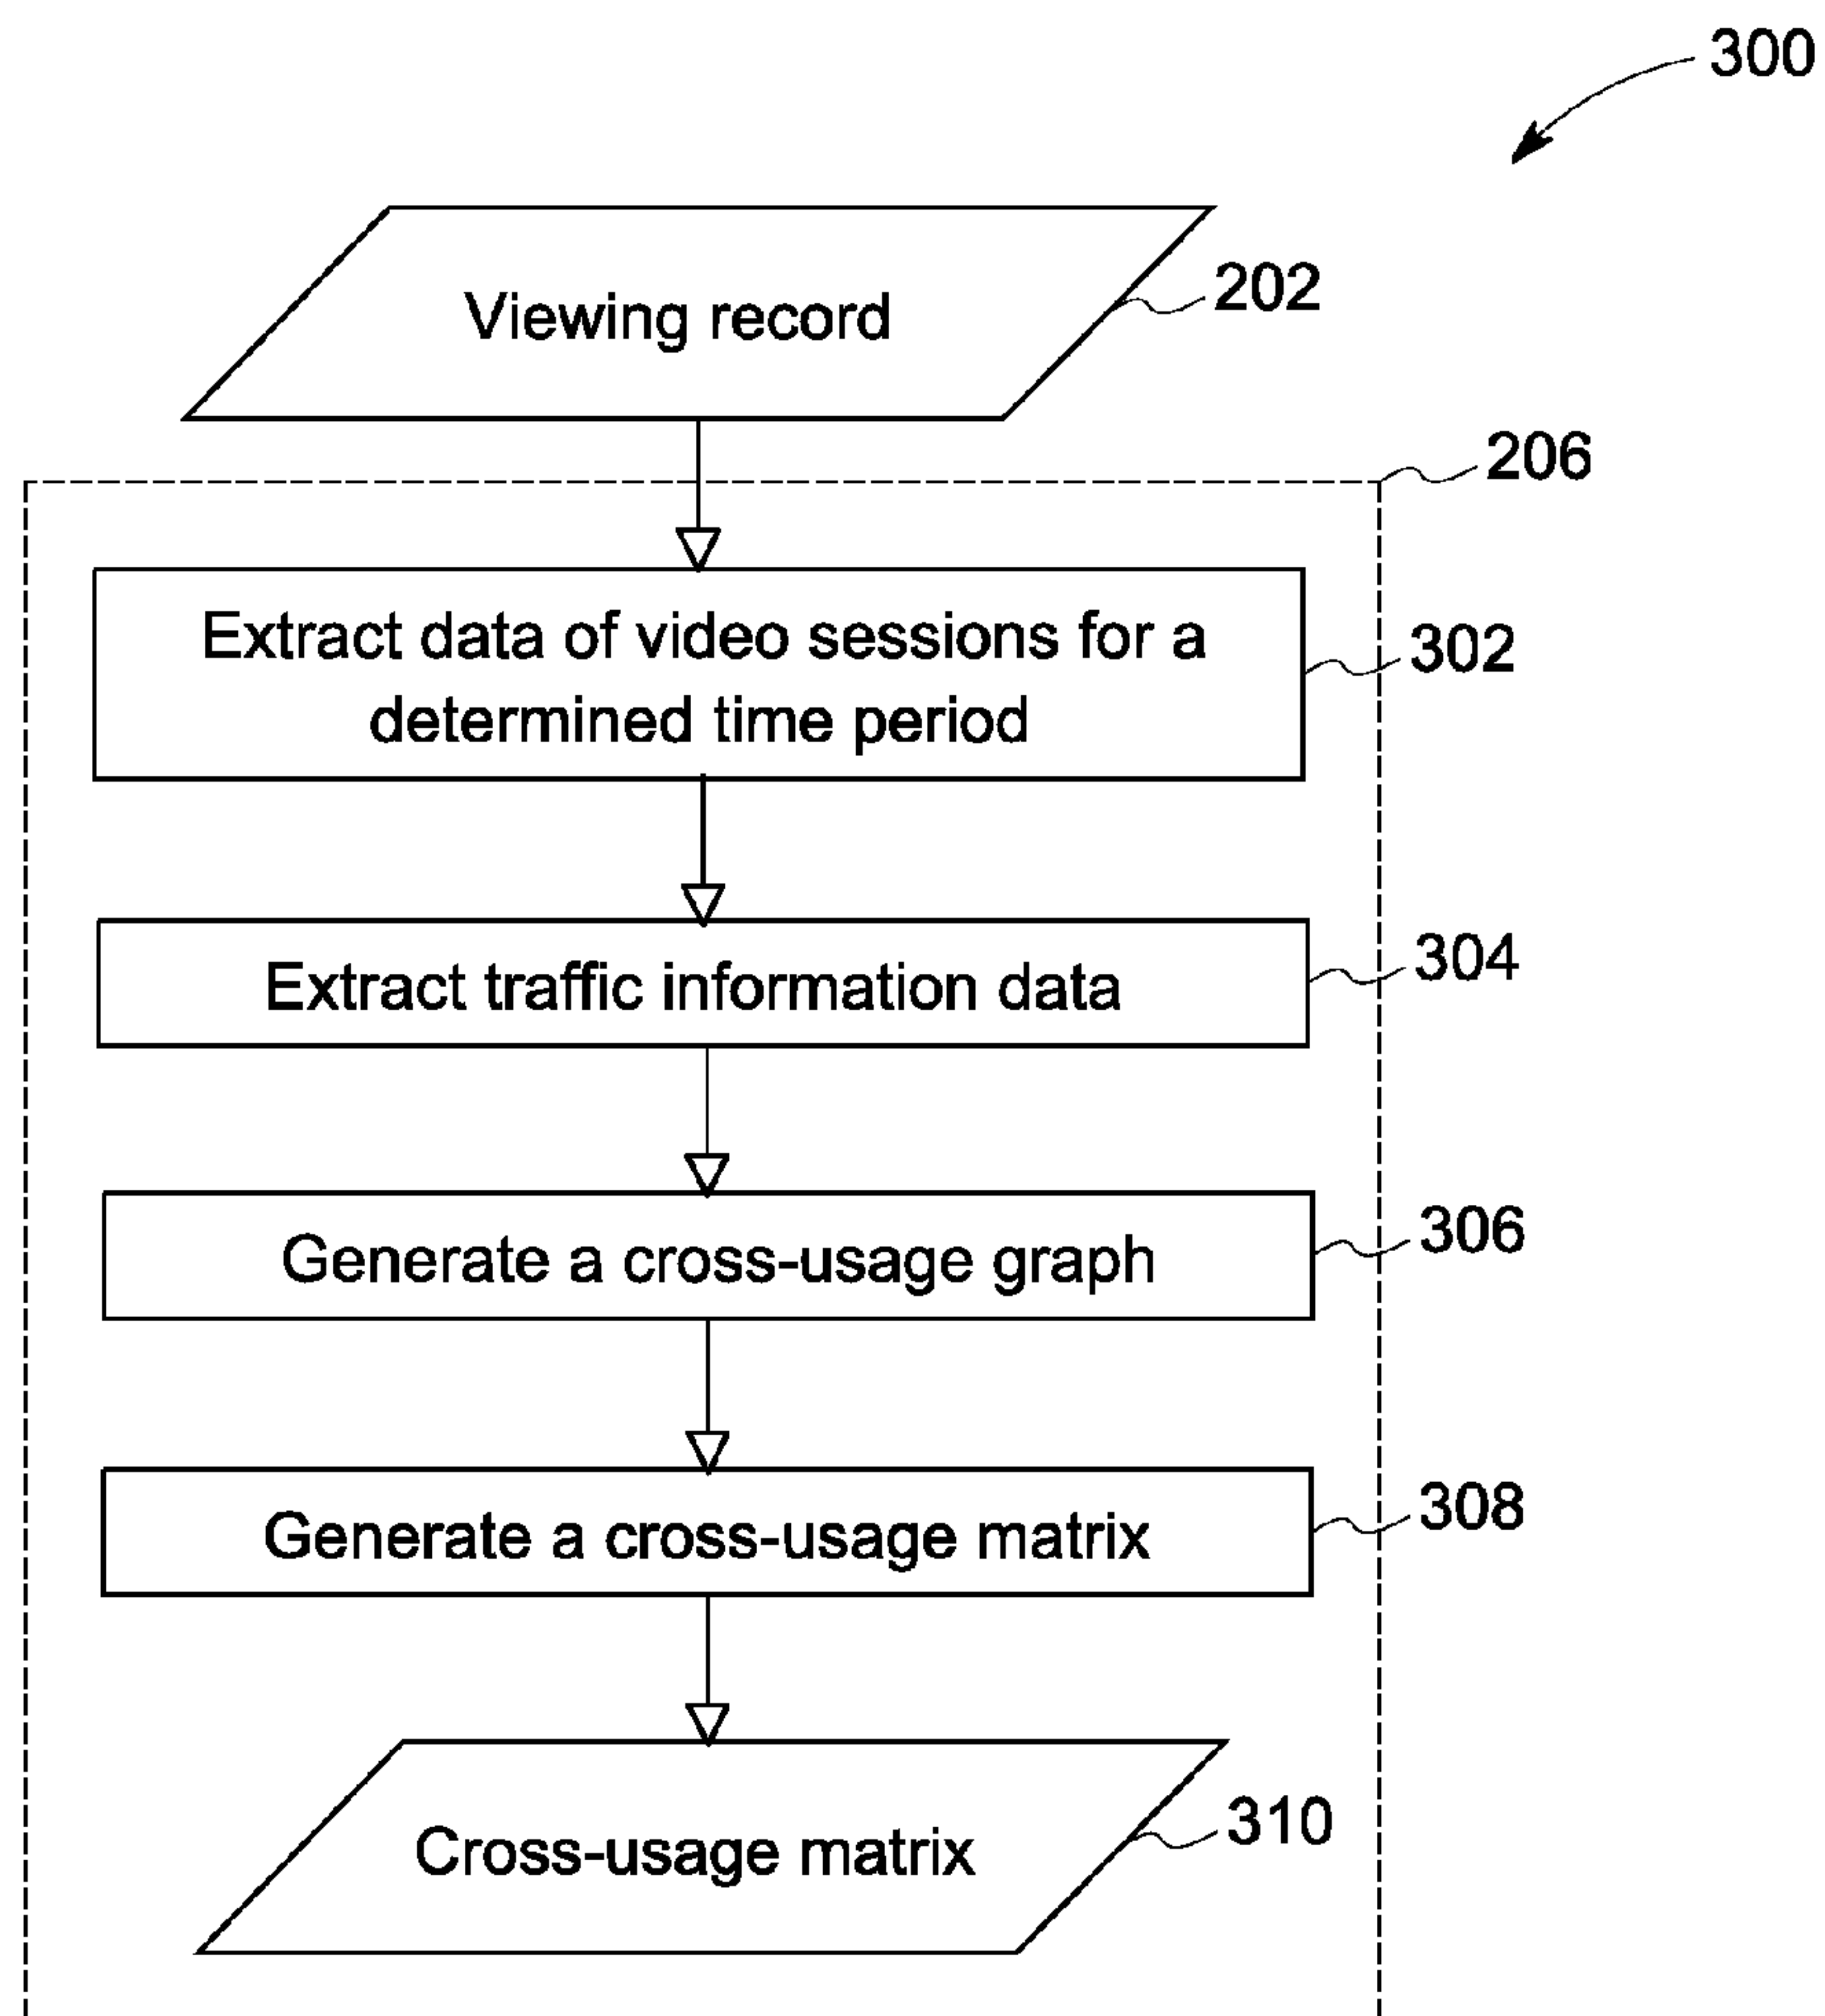 300
Viewing record
202
206
Extract data of video sessions for a
determined time period
302
Extract traffic information data
304
Generate a cross-usage graph
306
Generate a cross-usage matrix
308
Cross-usage matrix
310